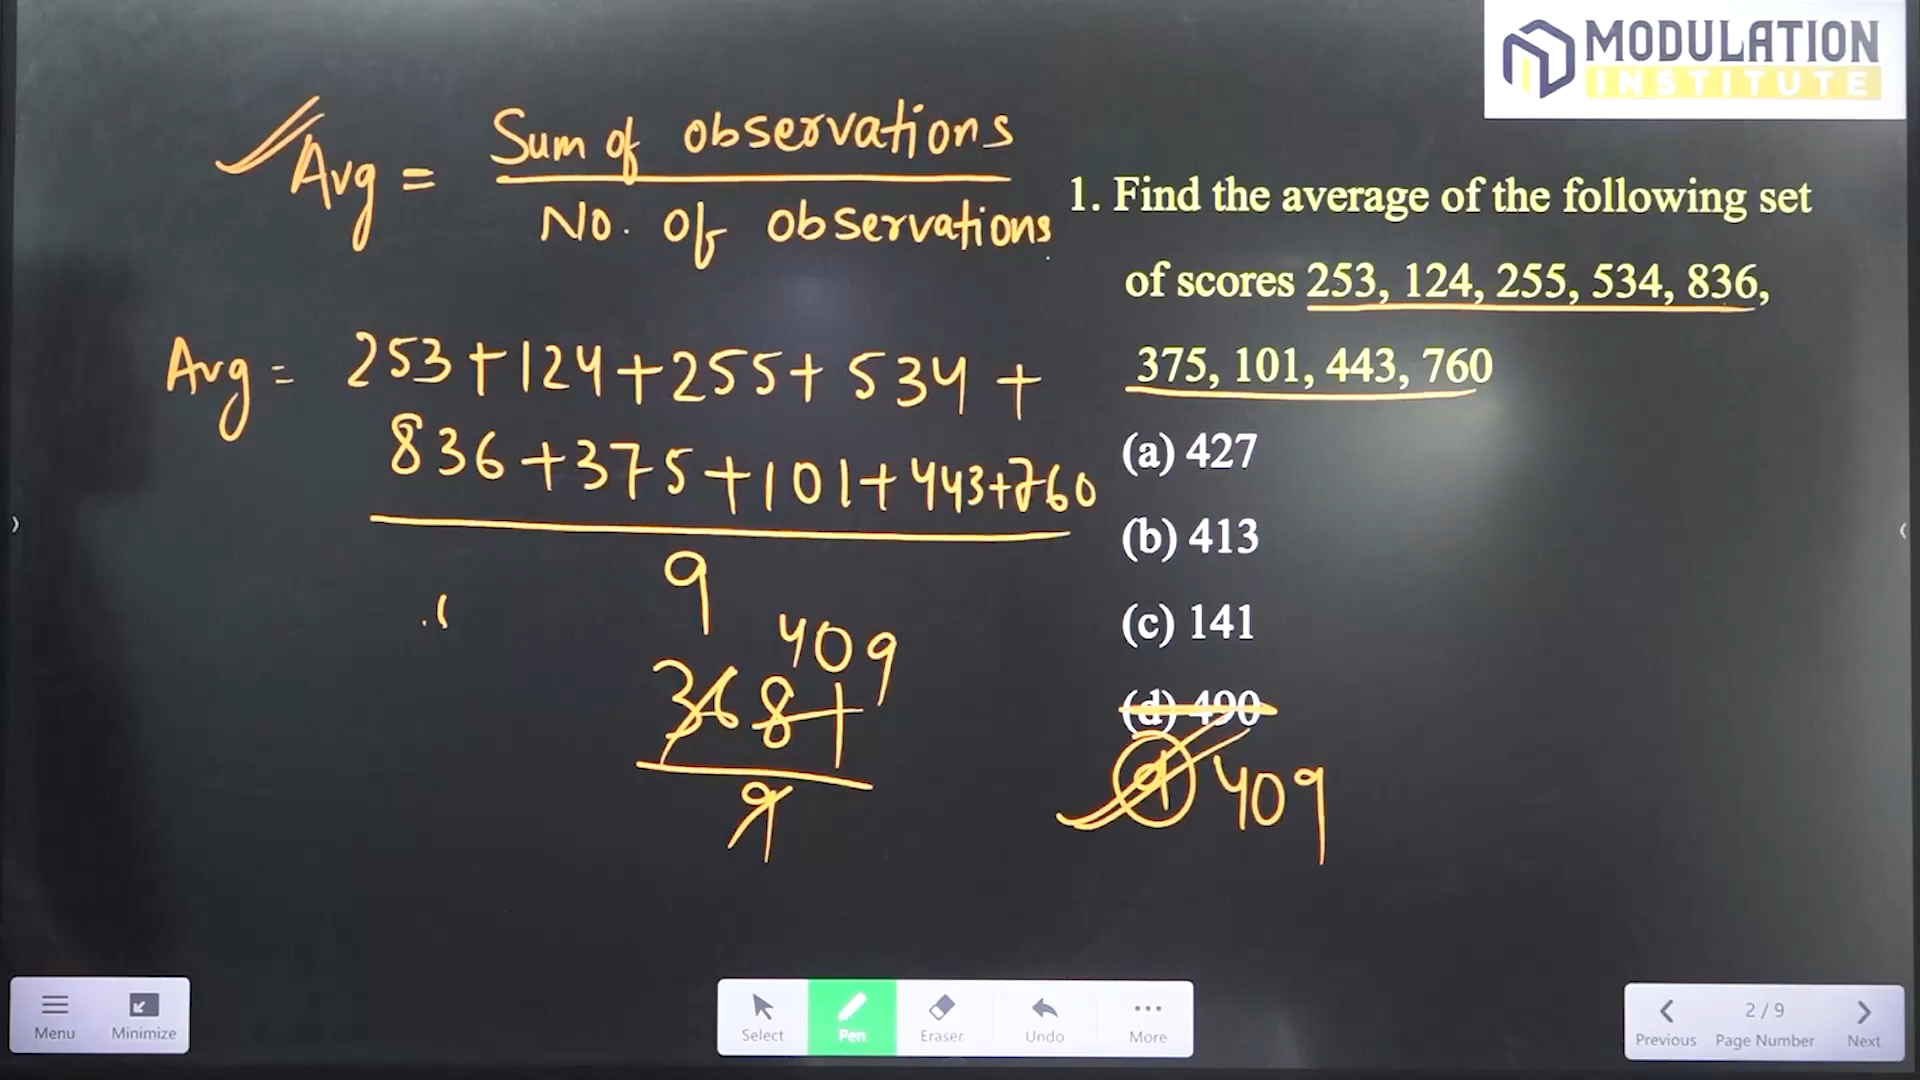 MODULATION
INSTITUTE
Avg = Sum of observations
No. of observations
1. Find the average of the following set
of scores 253, 124, 255, 534, 836,
375, 101, 443, 760
(a) 427
(b) 413
(c) 141
(d) 490
Avg = 253+124+255+534+
836+375+101+443+760
9
409
3681
9
d 409
Menu
Minimize
Select
Pen
Eraser
Undo
More
Previous
2 / 9
Page Number
Next